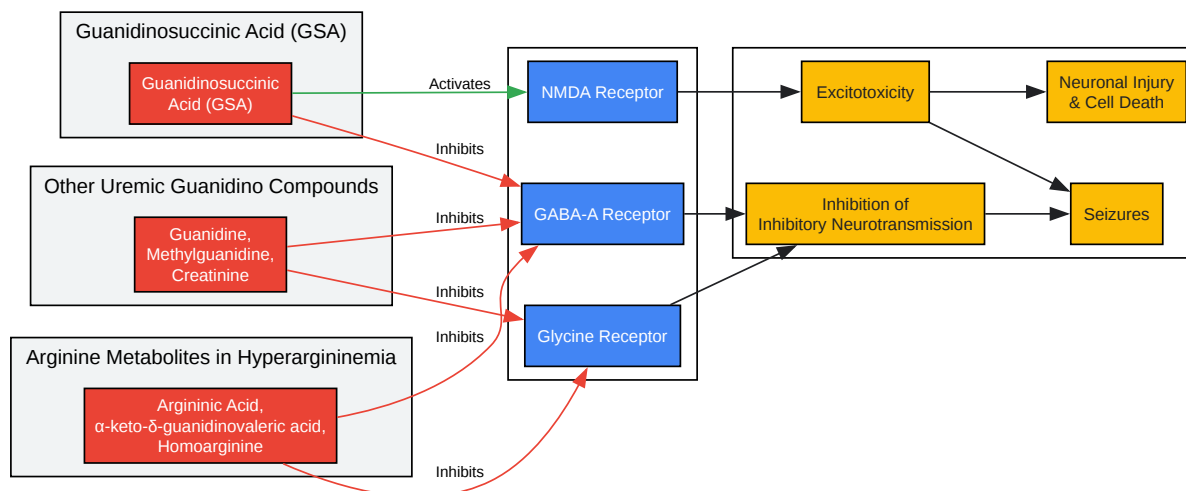 Guanidinosuccinic Acid (GSA)
Guanidinosuccinic
Acid (GSA)
Activates
Inhibits
Other Uremic Guanidino Compounds
Guanidine,
Methylguanidine,
Creatinine
Inhibits
Inhibits
Arginine Metabolites in Hyperargininemia
Argininic Acid,
α-keto-δ-guanidinovaleric acid,
Homoarginine
Inhibits
Inhibits
NMDA Receptor
GABA-A Receptor
Glycine Receptor
Excitotoxicity
Neuronal Injury
& Cell Death
Inhibition of
Inhibitory Neurotransmission
Seizures